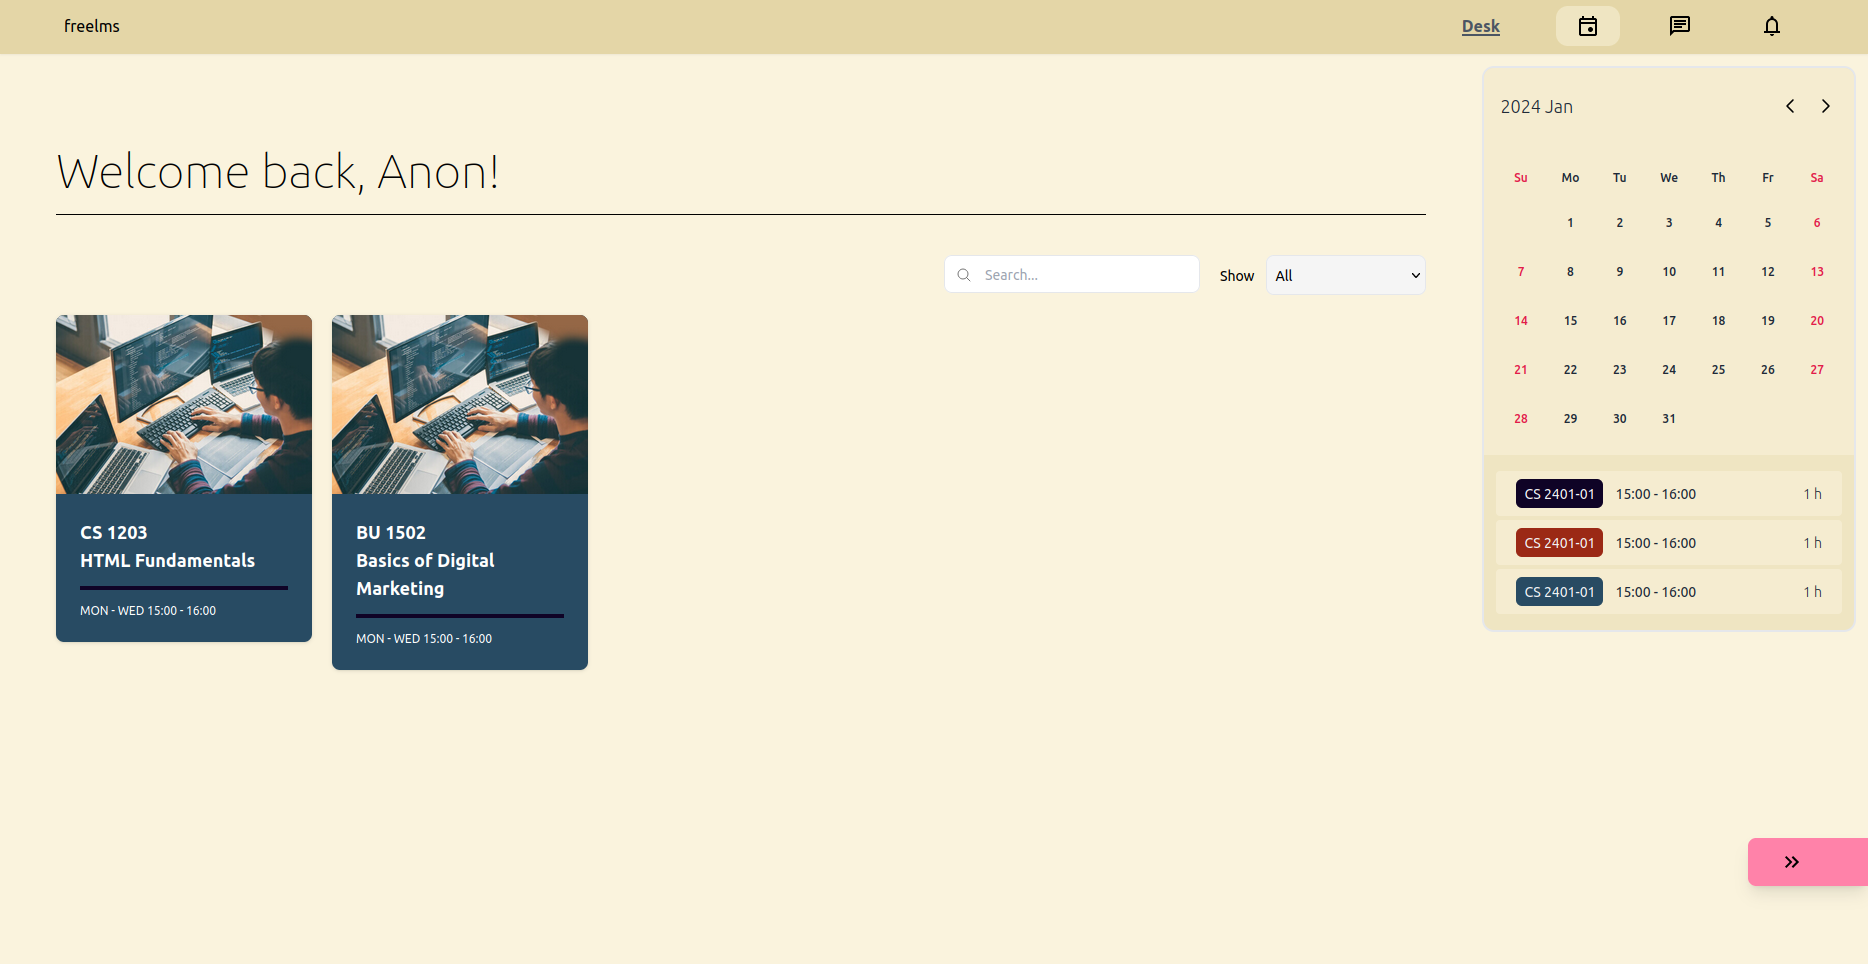 freelms
Desk
Welcome back, Anon!
Search...
Show
All
CS 1203
HTML Fundamentals
MON - WED 15:00 - 16:00
BU 1502
Basics of Digital
Marketing
MON - WED 15:00 - 16:00
2024 Jan
Su Mo Tu We Th Fr Sa
1 2 3 4 5 6
7 8 9 10 11 12 13
14 15 16 17 18 19 20
21 22 23 24 25 26 27
28 29 30 31
CS 2401-01 15:00 - 16:00 1 h
CS 2401-01 15:00 - 16:00 1 h
CS 2401-01 15:00 - 16:00 1 h